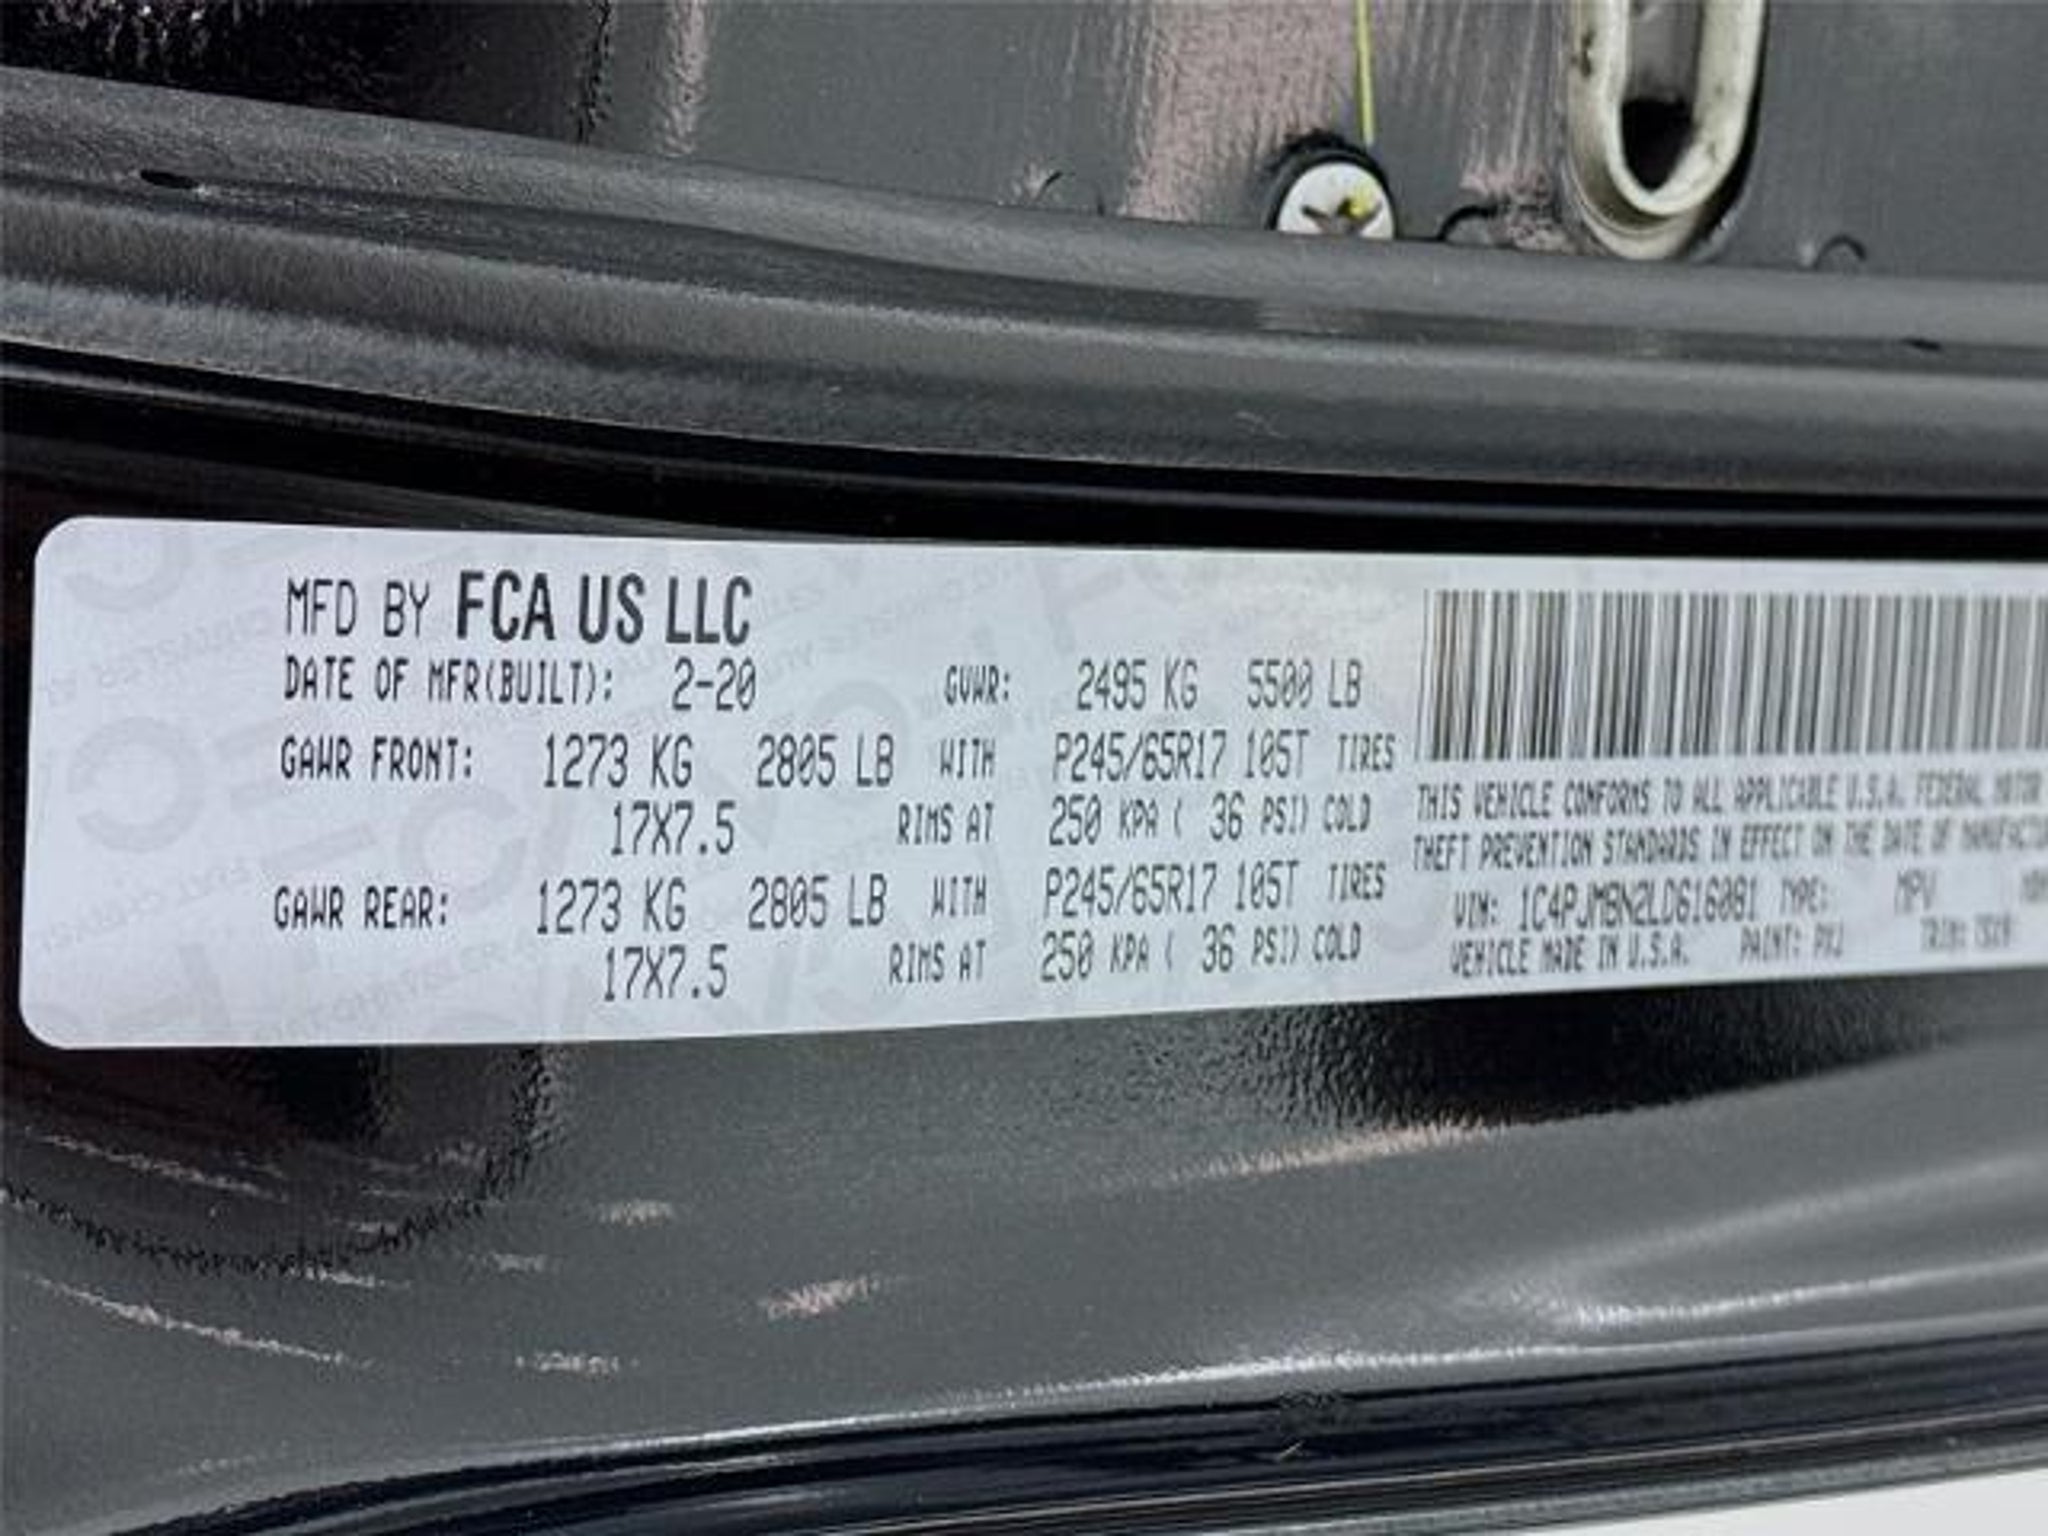 MFD BY FCA US LLC
DATE OF MFR(BUILT): 2-20 GVWR: 2495 KG 5500 LB
GAWR FRONT: 1273 KG 2805 LB WITH P245/65R17 105T TIRES
17X7.5 RIMS AT 250 KPA ( 36 PSI) COLD
GAWR REAR: 1273 KG 2805 LB WITH P245/65R17 105T TIRES
17X7.5 RIMS AT 250 KPA ( 36 PSI) COLD
THIS VEHICLE CONFORMS TO ALL APPLICABLE U.S.A. FEDERAL MOTOR
THEFT PREVENTION STANDARDS IN EFFECT ON THE DATE OF
VIN: 1C4PJMBN2LD616081 TYPE: MPV
VEHICLE MADE IN U.S.A. PAINT: PXJ